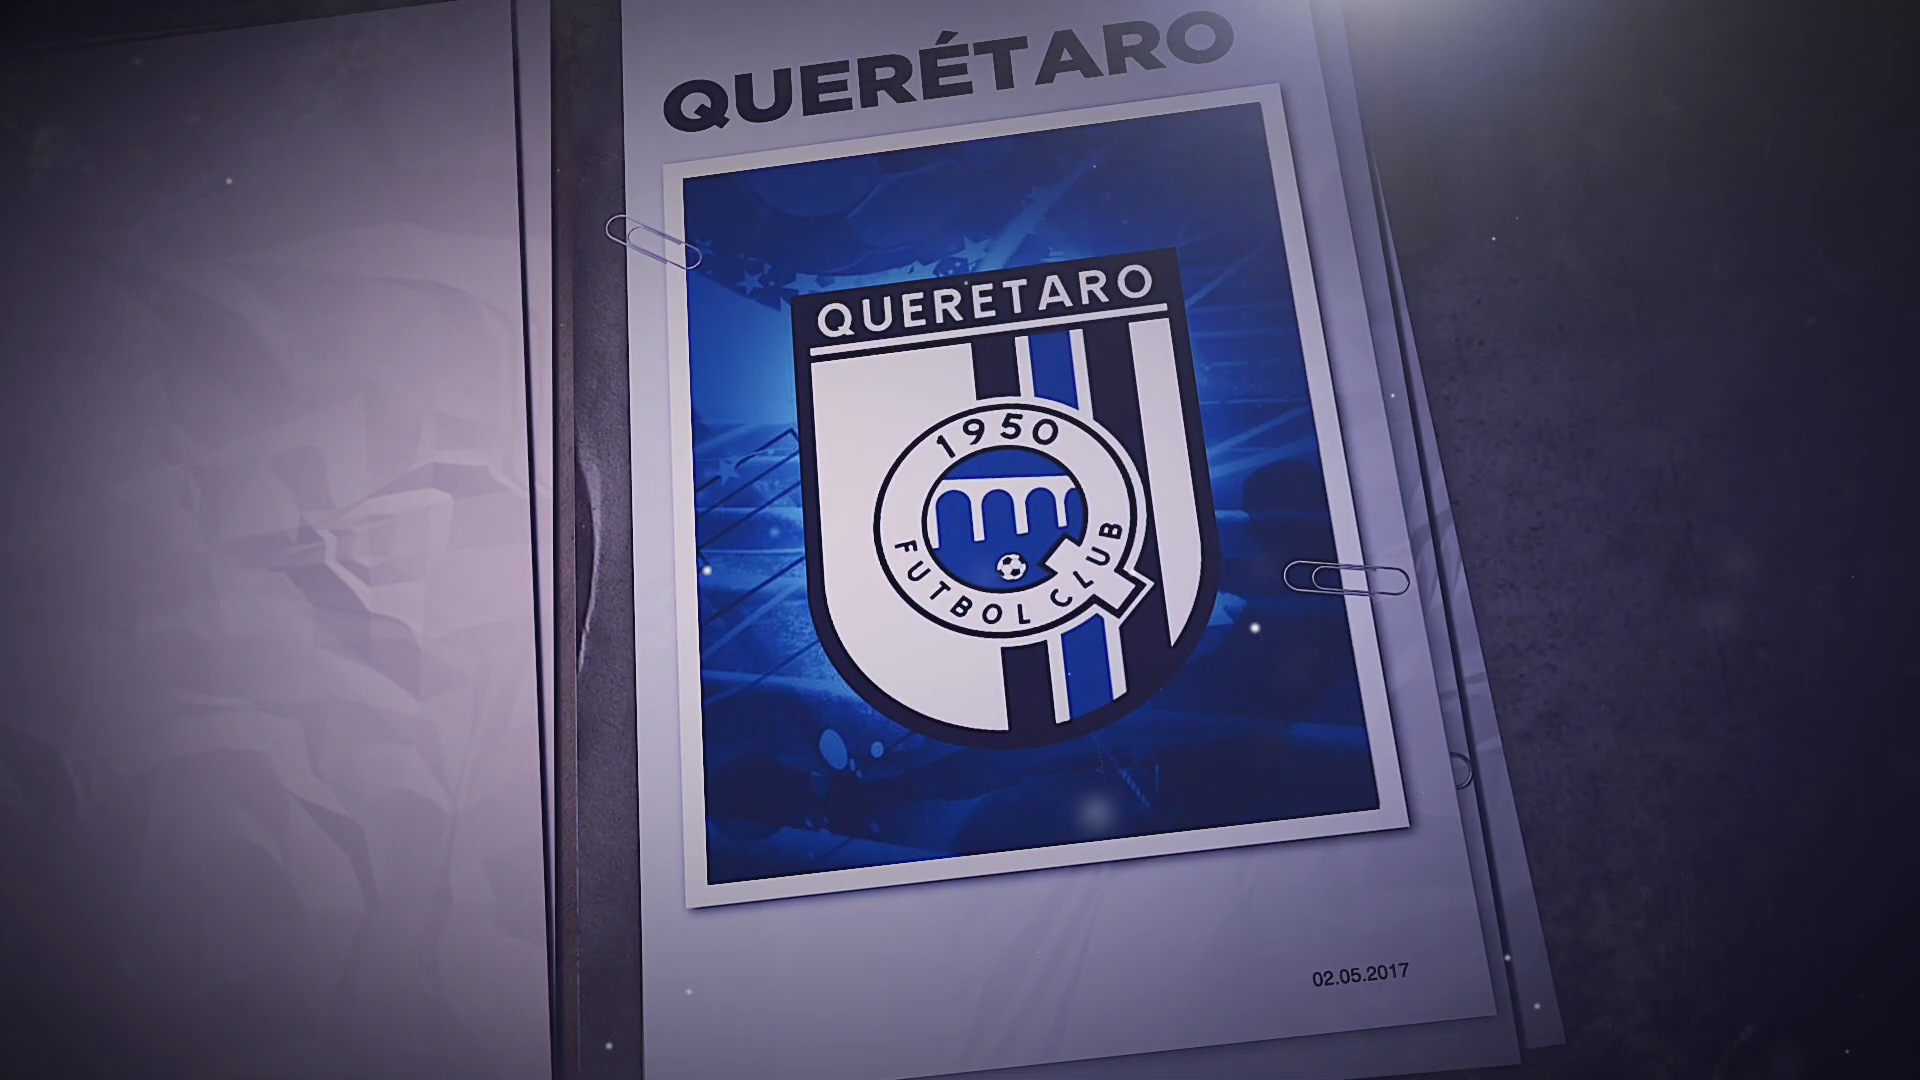 QUERÉTARO
QUERETARO
1950
FUTBOL CLUB
02.05.2017